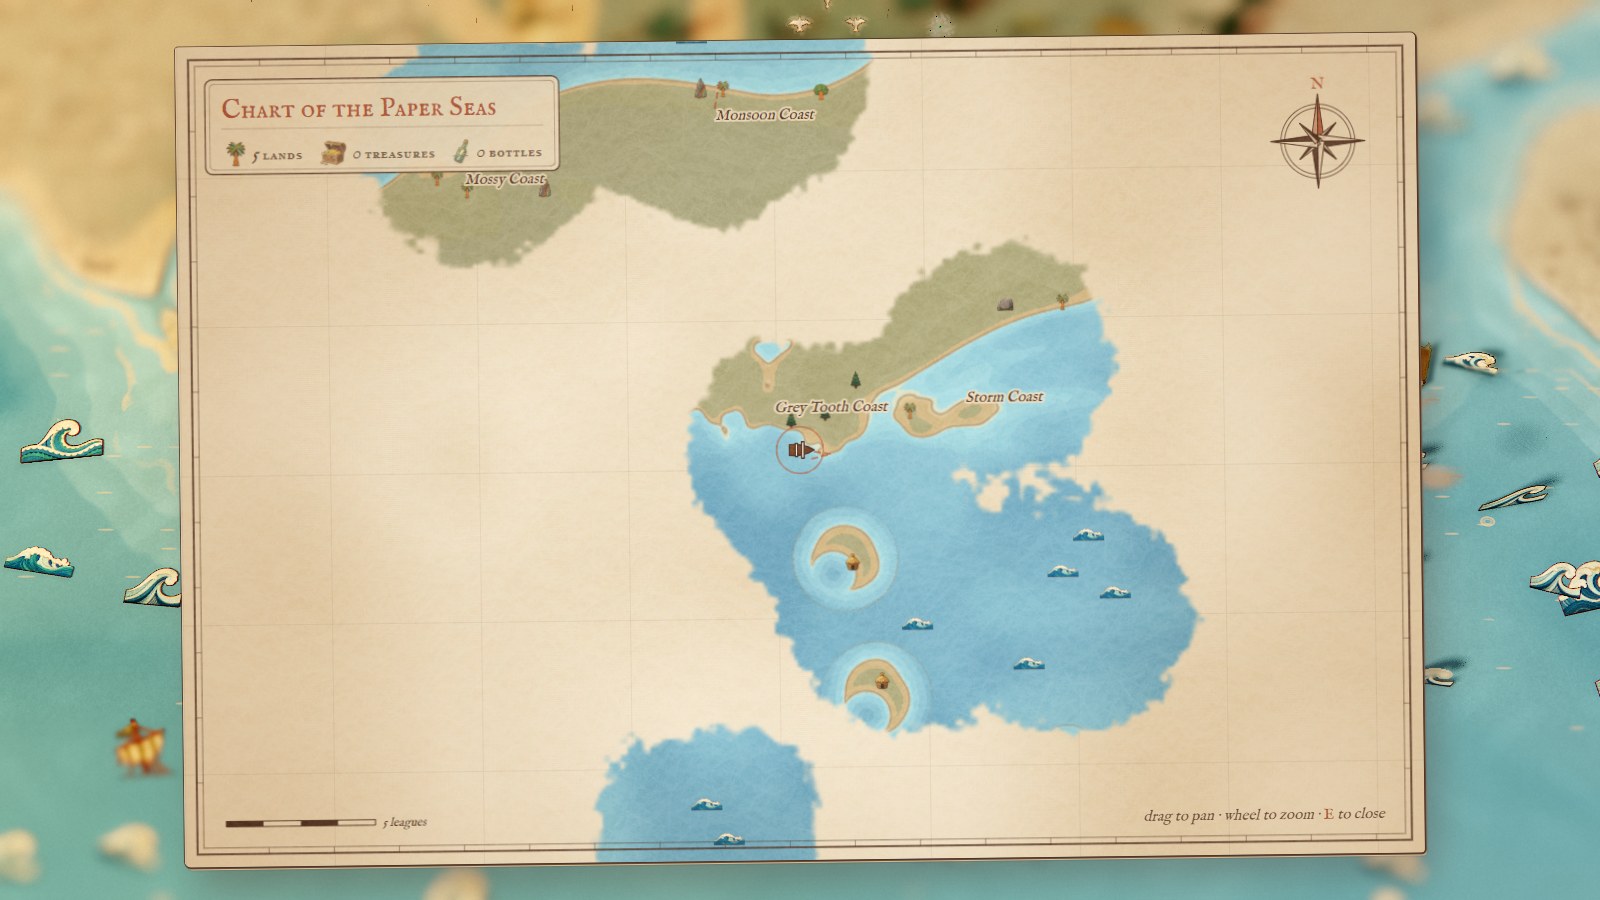 Chart of the Paper Seas
5 lands 0 treasures 0 bottles
N
Monsoon Coast
Mossy Coast
Grey Tooth Coast
Storm Coast
5 leagues
drag to pan · wheel to zoom · E to close